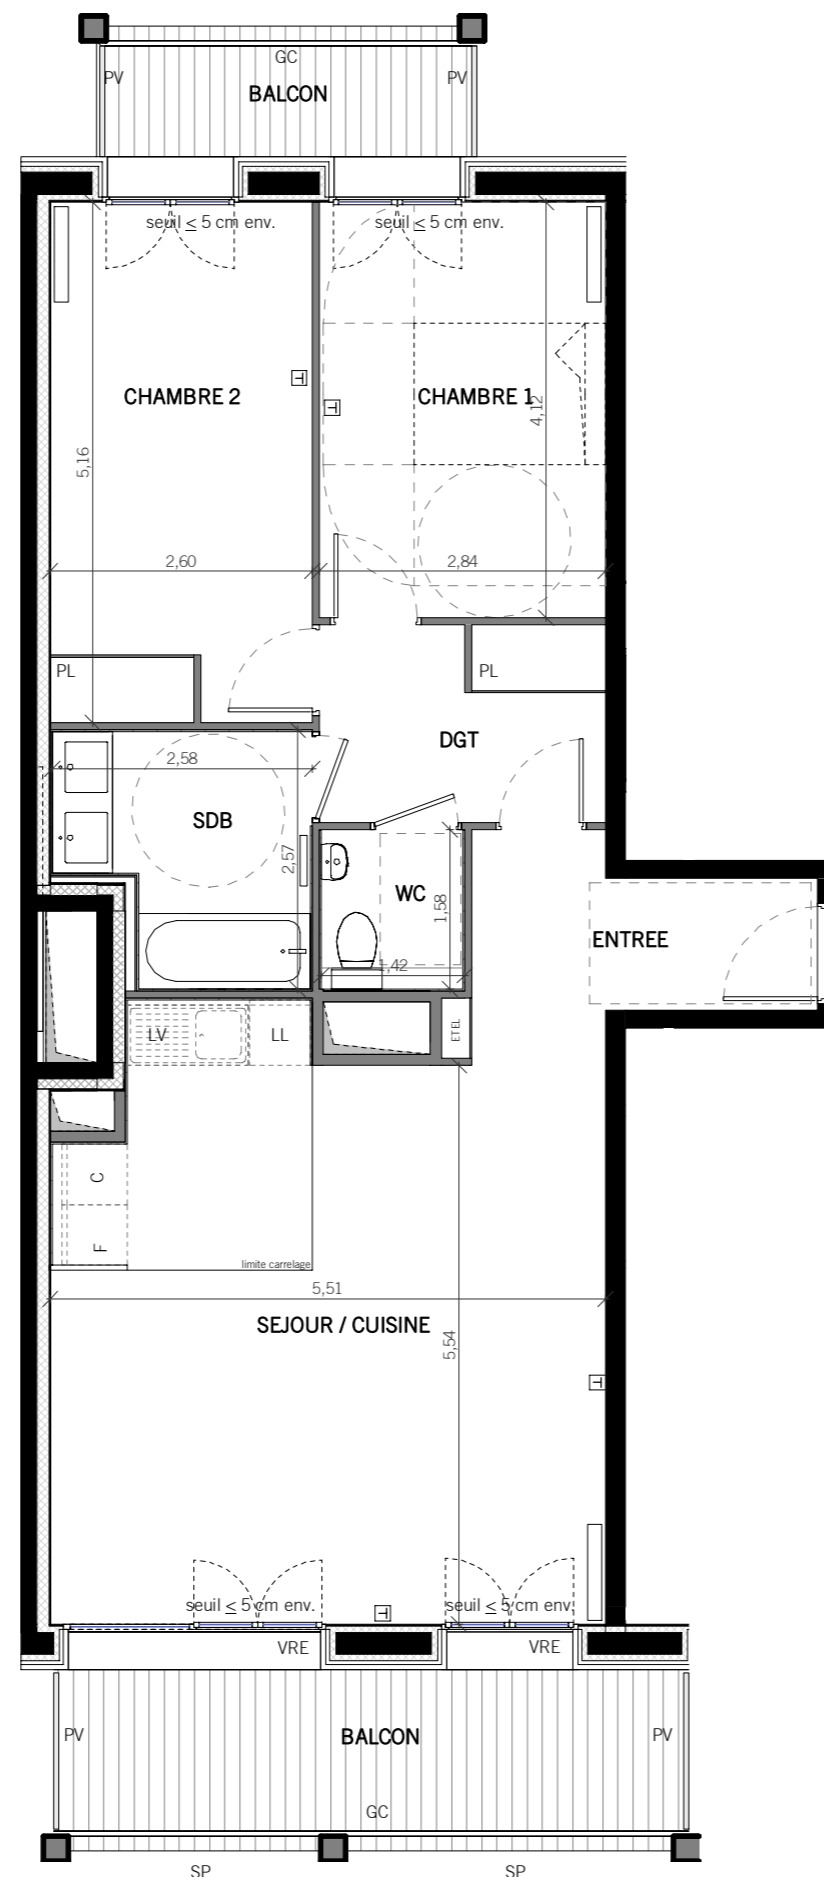 GC
PV
PV
BALCON
seuil ≤ 5 cm env.
seuil ≤ 5 cm env.
CHAMBRE 2
CHAMBRE 1
4,12
5,16
2,60
2,84
PL
PL
DGT
2,58
SDB
2,57
WC
1,58
1,42
ENTREE
LV
LL
ETEL
C
F
limite carrelage
5,51
SEJOUR / CUISINE
5,54
seuil ≤ 5 cm env.
seuil ≤ 5 cm env.
VRE
VRE
PV
BALCON
PV
GC
SP
SP